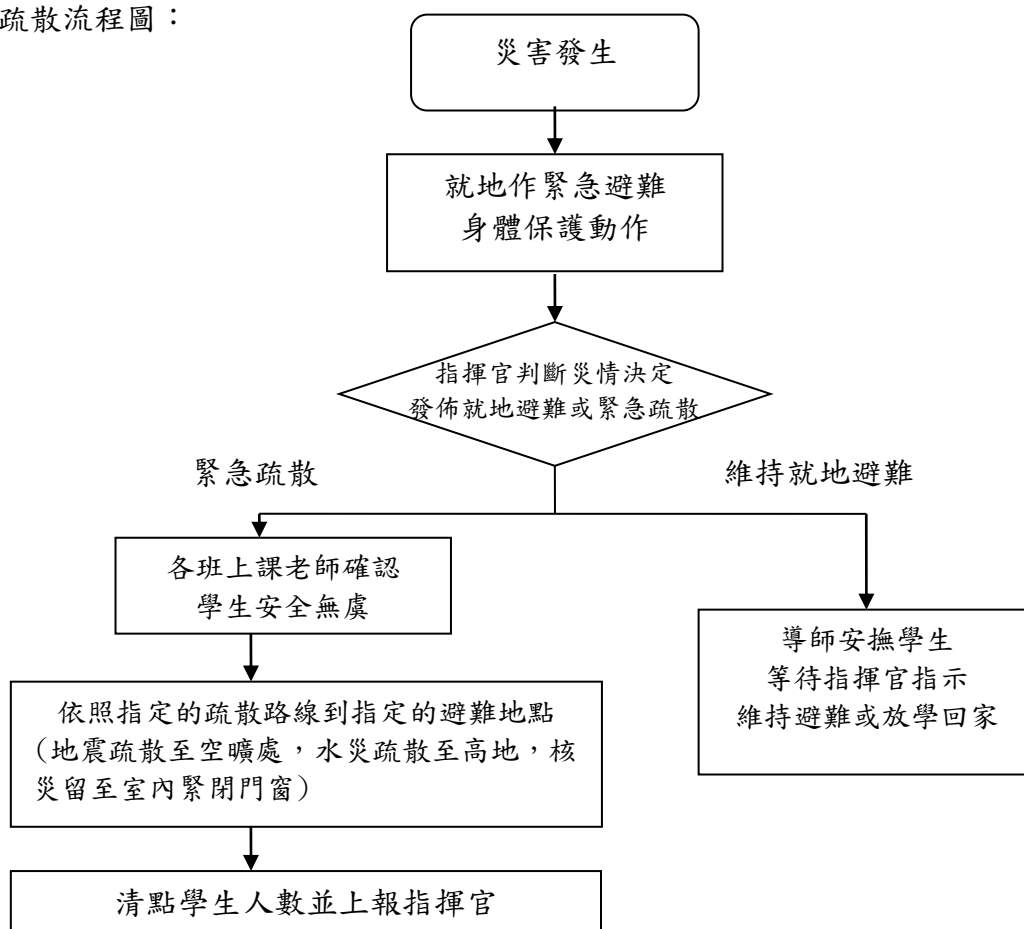 疏散流程圖：
災害發生
就地作緊急避難
身體保護動作
指揮官判斷災情決定
發佈就地避難或緊急疏散
緊急疏散
維持就地避難
各班上課老師確認
學生安全無虞
導師安撫學生
等待指揮官指示
維持避難或放學回家
依照指定的疏散路線到指定的避難地點
(地震疏散至空曠處，水災疏散至高地，核
災留至室內緊閉門窗)
清點學生人數並上報指揮官